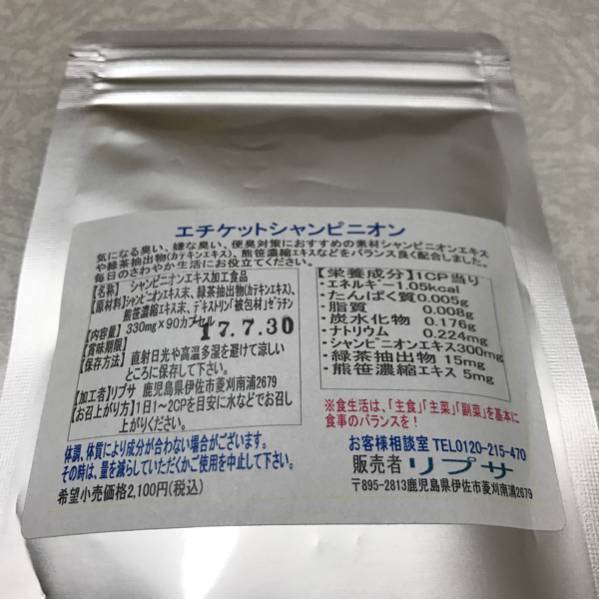 エチケットシャンピニオン
気になる臭い、嫌な臭い、便臭対策におすすめの素材シャンピニオンエキス
や緑茶抽出物(カテキンエキス)、熊笹濃縮エキスなどをバランス良く配合しました。
毎日のさわやか生活にお役立てください。
【名称】 シャンピニオンエキス加工食品
【原材料】シャンピニオンエキス末、緑茶抽出物(カテキンエキス)、
熊笹濃縮エキス末、デキストリン「被包材」ゼラチン
【内容量】330mg×90カプセル
【賞味期限】
17.7.30
【保存方法】 直射日光や高温多湿を避けて涼しい
ところに保存して下さい。
【加工者】リプサ 鹿児島県伊佐市菱刈南浦2679
【お召上がり方】1日1～2CPを目安に水などでお召し
上がりください。
体調、体質により成分が合わない場合がございます。
その時は、量を減らしていただくかご使用を中止して下さい。
希望小売価格2,100円(税込)
【栄養成分】1CP当り
・エネルギー1.05kcal
・たんぱく質0.005g
・脂質 0.008g
・炭水化物 0.176g
・ナトリウム 0.224mg
・シャンピニオンエキス300mg
・緑茶抽出物 15mg
・熊笹濃縮エキス 5mg
※食生活は、「主食」「主菜」「副菜」を基本に
食事のバランスを!
お客様相談室 TEL0120-215-470
販売者 リプサ
〒895-2813鹿児島県伊佐市菱刈南浦2679